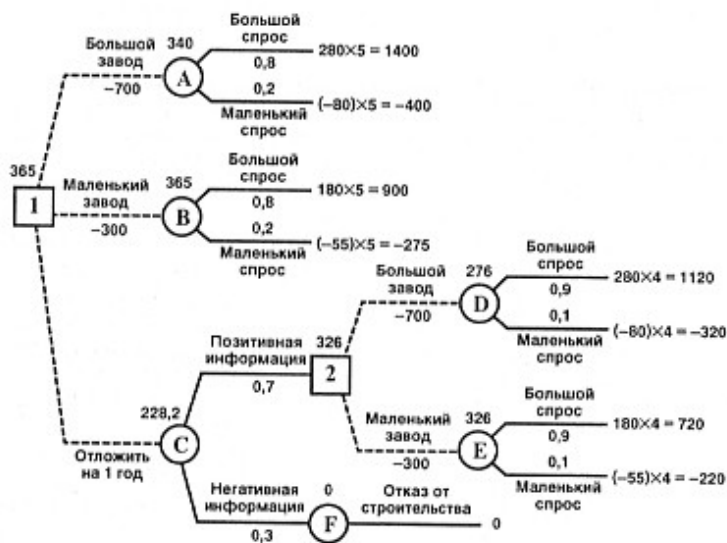 Большой
завод
340
A
−700
Большой
спрос
280×5 = 1400
0,8
0,2
(−80)×5 = −400
Маленький
спрос
365
1
Маленький
завод
365
B
−300
Большой
спрос
180×5 = 900
0,8
0,2
(−55)×5 = −275
Маленький
спрос
Отложить
на 1 год
228,2
C
Позитивная
информация
0,7
326
2
Большой
завод
276
D
−700
Большой
спрос
280×4 = 1120
0,9
0,1
(−80)×4 = −320
Маленький
спрос
Маленький
завод
326
E
−300
Большой
спрос
180×4 = 720
0,9
0,1
(−55)×4 = −220
Маленький
спрос
Негативная
информация
0,3
0
F
Отказ от
строительства
0